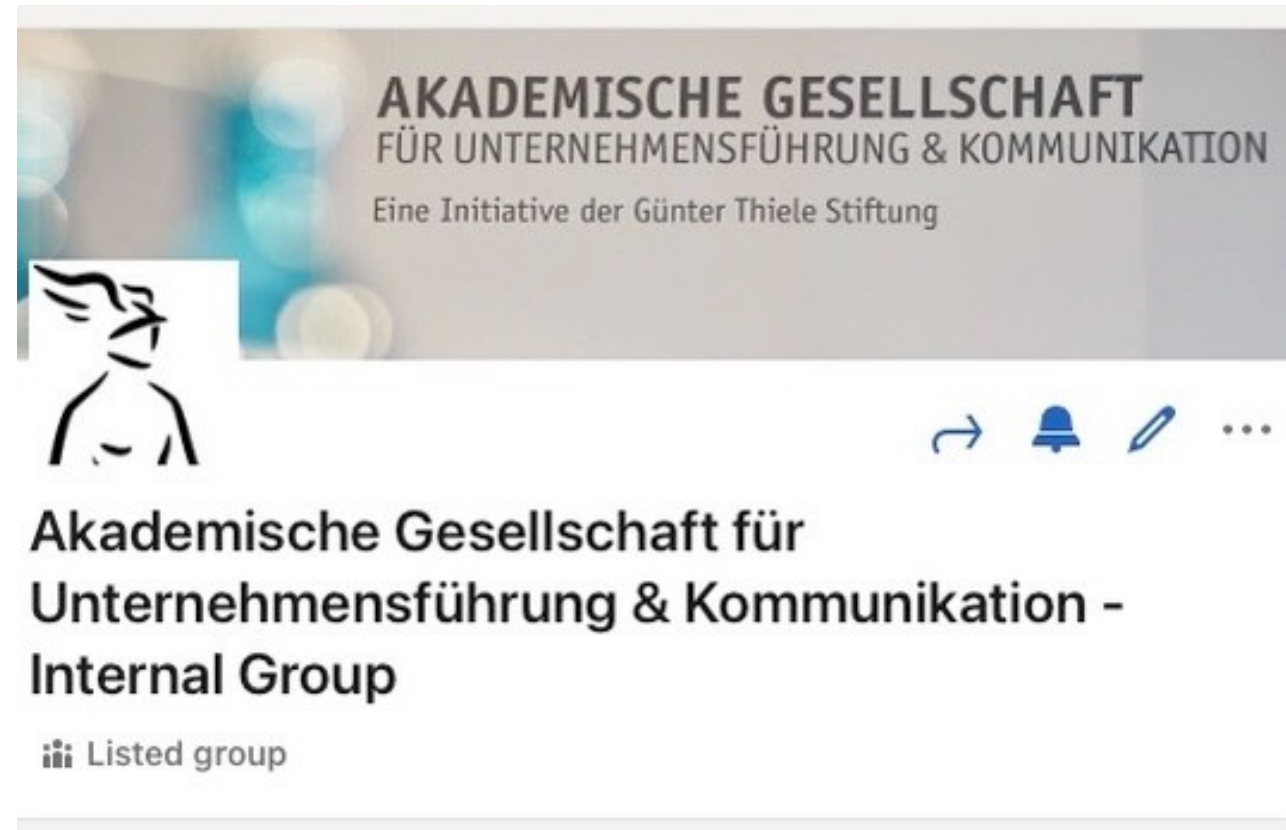 AKADEMISCHE GESELLSCHAFT
FÜR UNTERNEHMENSFÜHRUNG & KOMMUNIKATION
Eine Initiative der Günter Thiele Stiftung
Akademische Gesellschaft für
Unternehmensführung & Kommunikation -
Internal Group
Listed group